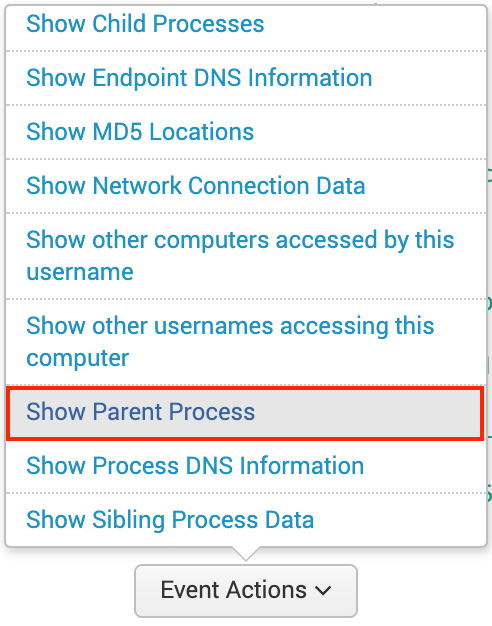 Show Child Processes
Show Endpoint DNS Information
Show MD5 Locations
Show Network Connection Data
Show other computers accessed by this
username
Show other usernames accessing this
computer
Show Parent Process
Show Process DNS Information
Show Sibling Process Data
Event Actions